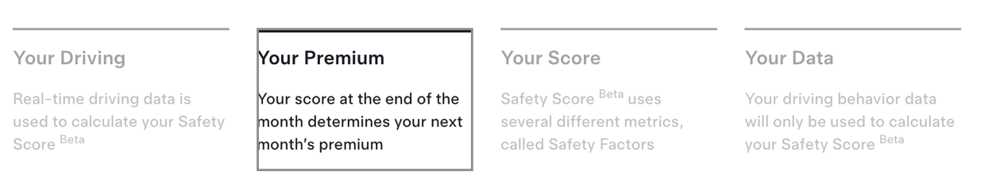 Your Driving
Real-time driving data is
used to calculate your Safety
Score Beta
Your Premium
Your score at the end of the
month determines your next
month's premium
Your Score
Safety Score Beta uses
several different metrics,
called Safety Factors
Your Data
Your driving behavior data
will only be used to calculate
your Safety Score Beta